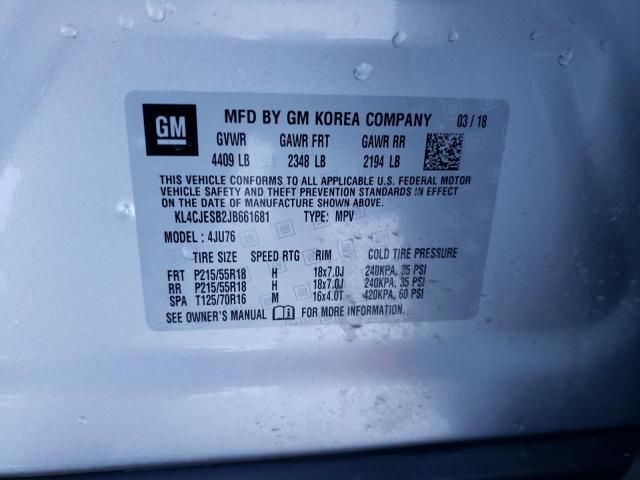 GM
MFD BY GM KOREA COMPANY 03 / 18
GVWR GAWR FRT GAWR RR
4409 LB 2348 LB 2194 LB
THIS VEHICLE CONFORMS TO ALL APPLICABLE U.S. FEDERAL MOTOR
VEHICLE SAFETY AND THEFT PREVENTION STANDARDS IN EFFECT
ON THE DATE OF MANUFACTURE SHOWN ABOVE.
KL4CJESB2JB661681 TYPE: MPV
MODEL : 4JU76
TIRE SIZE SPEED RTG RIM COLD TIRE PRESSURE
FRT P215/55R18 H 18x7.0J 240KPA, 35 PSI
RR P215/55R18 H 18x7.0J 240KPA, 35 PSI
SPA T125/70R16 M 16x4.0T 420KPA, 60 PSI
SEE OWNER'S MANUAL FOR MORE INFORMATION.